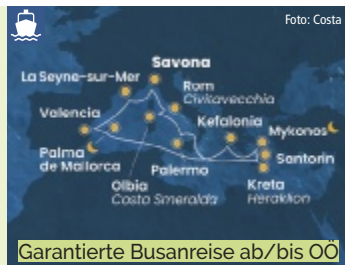 Foto: Costa
Savona
La Seyne-sur-Mer
Rom
Civitavecchia
Valencia
Kefalonia
Mykonos
Palma
de Mallorca
Palermo
Santorin
Olbia
Costa Smeralda
Kreta
Heraklion
Garantierte Busanreise ab/bis OÖ